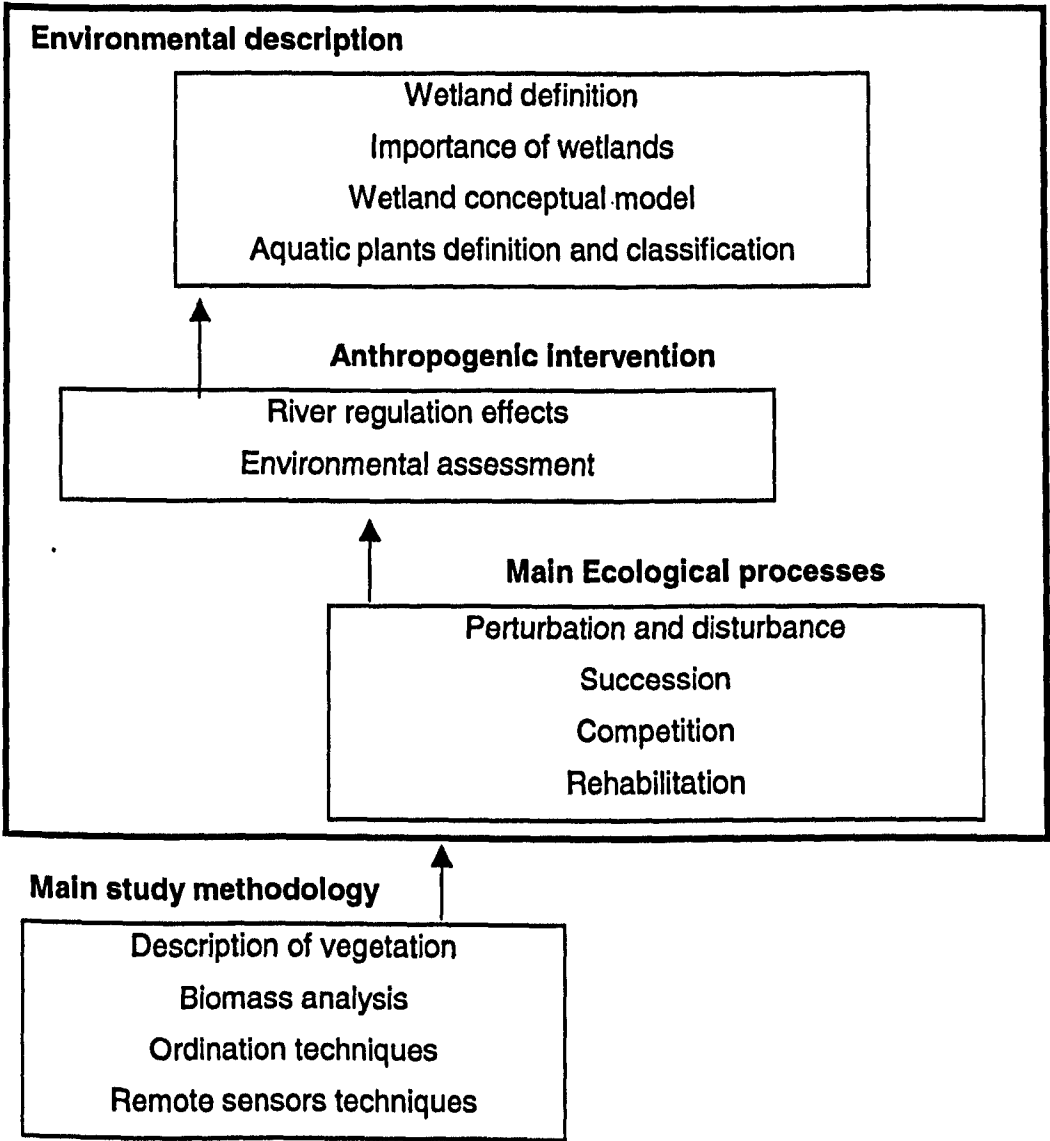 Environmental description
Wetland definition
Importance of wetlands
Wetland conceptual model
Aquatic plants definition and classification
Anthropogenic Intervention
River regulation effects
Environmental assessment
Main Ecological processes
Perturbation and disturbance
Succession
Competition
Rehabilitation
Main study methodology
Description of vegetation
Biomass analysis
Ordination techniques
Remote sensors techniques